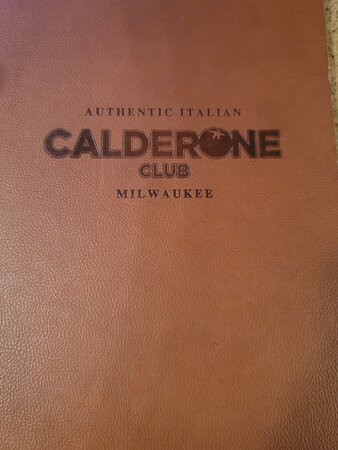 AUTHENTIC ITALIAN
CALDERONE
CLUB
MILWAUKEE